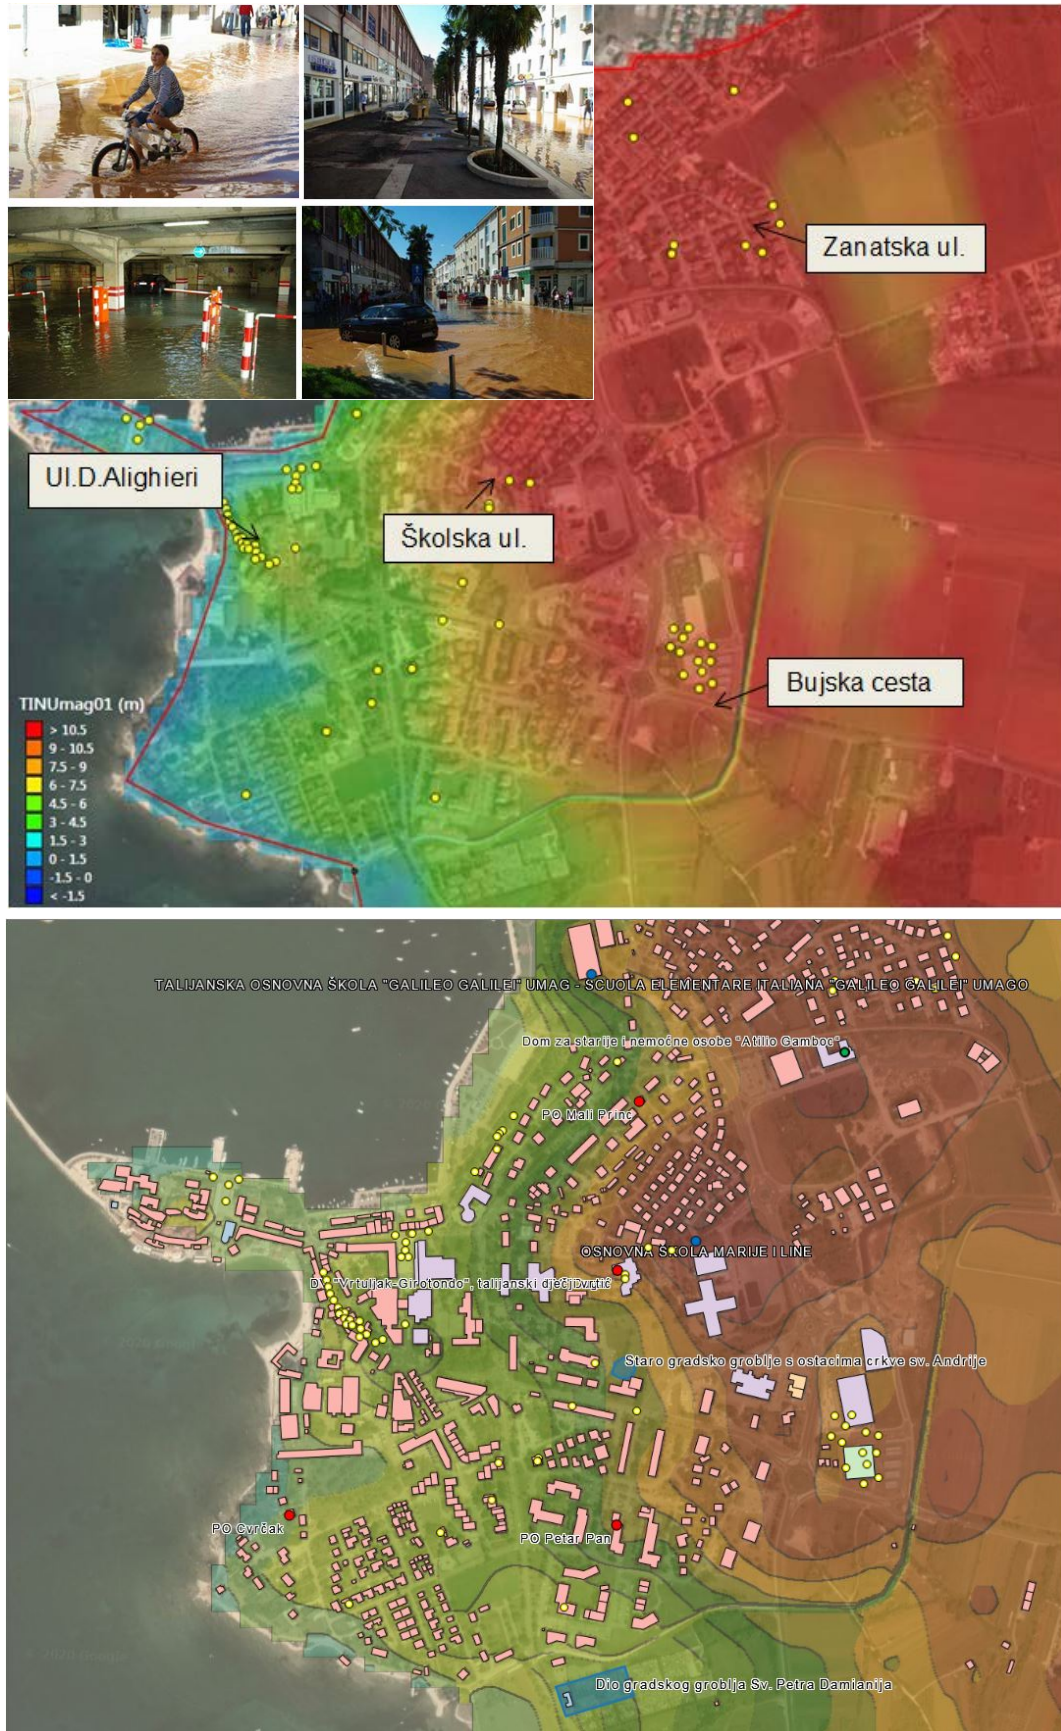 Zanatska ul.
Ul.D.Alighieri
Školska ul.
Bujska cesta
TINUmag01 (m)
> 10.5
9 - 10.5
7.5 - 9
6 - 7.5
4.5 - 6
3 - 4.5
1.5 - 3
0 - 1.5
-1.5 - 0
< -1.5
TALIJANSKA OSNOVNA ŠKOLA "GALILEO GALILEI" UMAG - SCUOLA ELEMENTARE ITALIANA "GALILEO GALILEI" UMAGO
Dom za starije i nemoćne osobe "Atilio Gamboc"
PO Mali Princ
OSNOVNA ŠKOLA MARIJE I LINE
DV "Vrtuljak-Girotondo", talijanski dječji vrtić
Staro gradsko groblje s ostacima crkve sv. Andrije
PO Cvrčak
PO Petar Pan
Dio gradskog groblja Sv. Petra Damianija